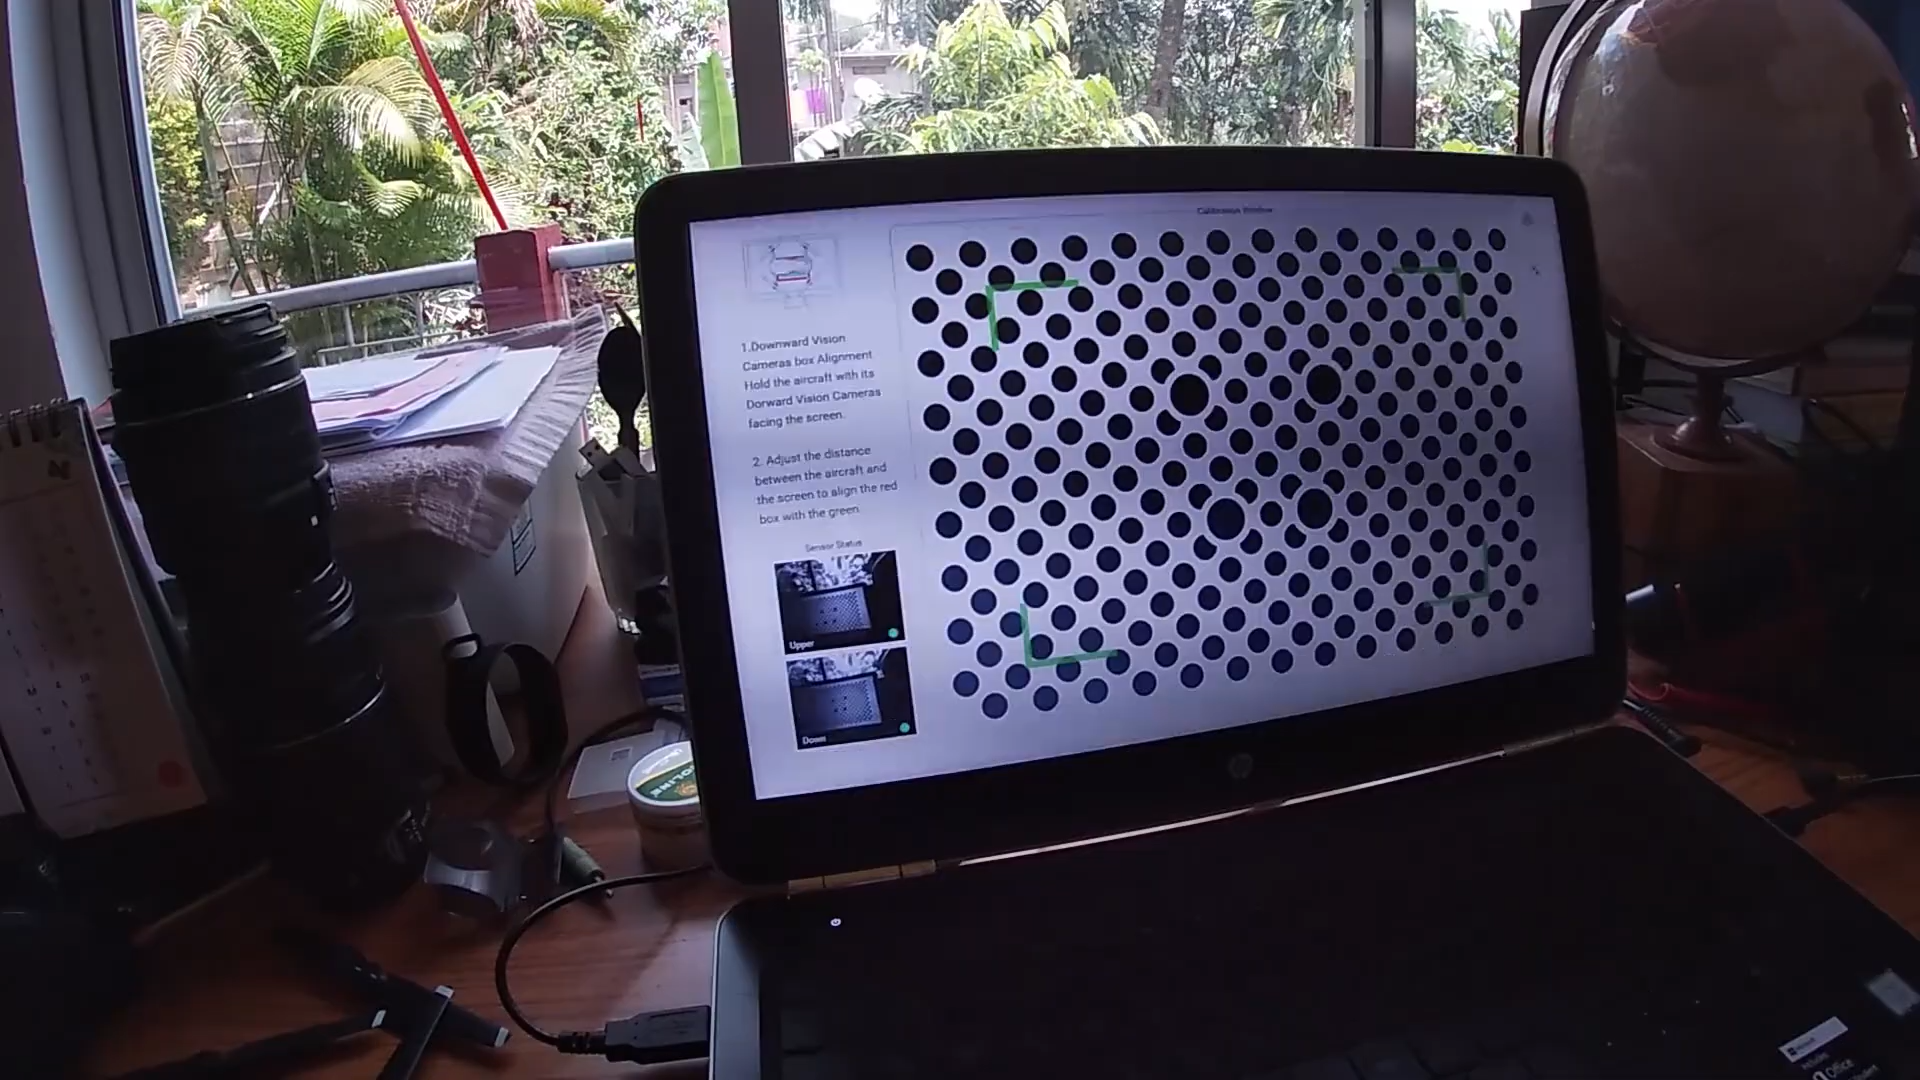 Calibration Window
1.Downward Vision
Cameras box Alignment
Hold the aircraft with its
Dorward Vision Cameras
facing the screen.
2. Adjust the distance
between the aircraft and
the screen to align the red
box with the green.
Sensor Status
Upper
Down
hp
Office